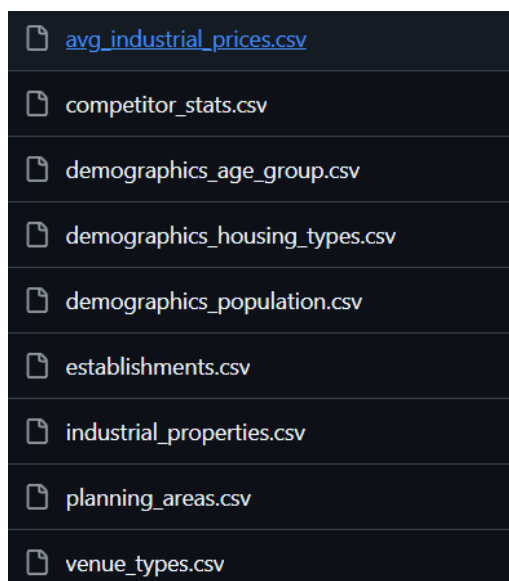 avg_industrial_prices.csv
competitor_stats.csv
demographics_age_group.csv
demographics_housing_types.csv
demographics_population.csv
establishments.csv
industrial_properties.csv
planning_areas.csv
venue_types.csv